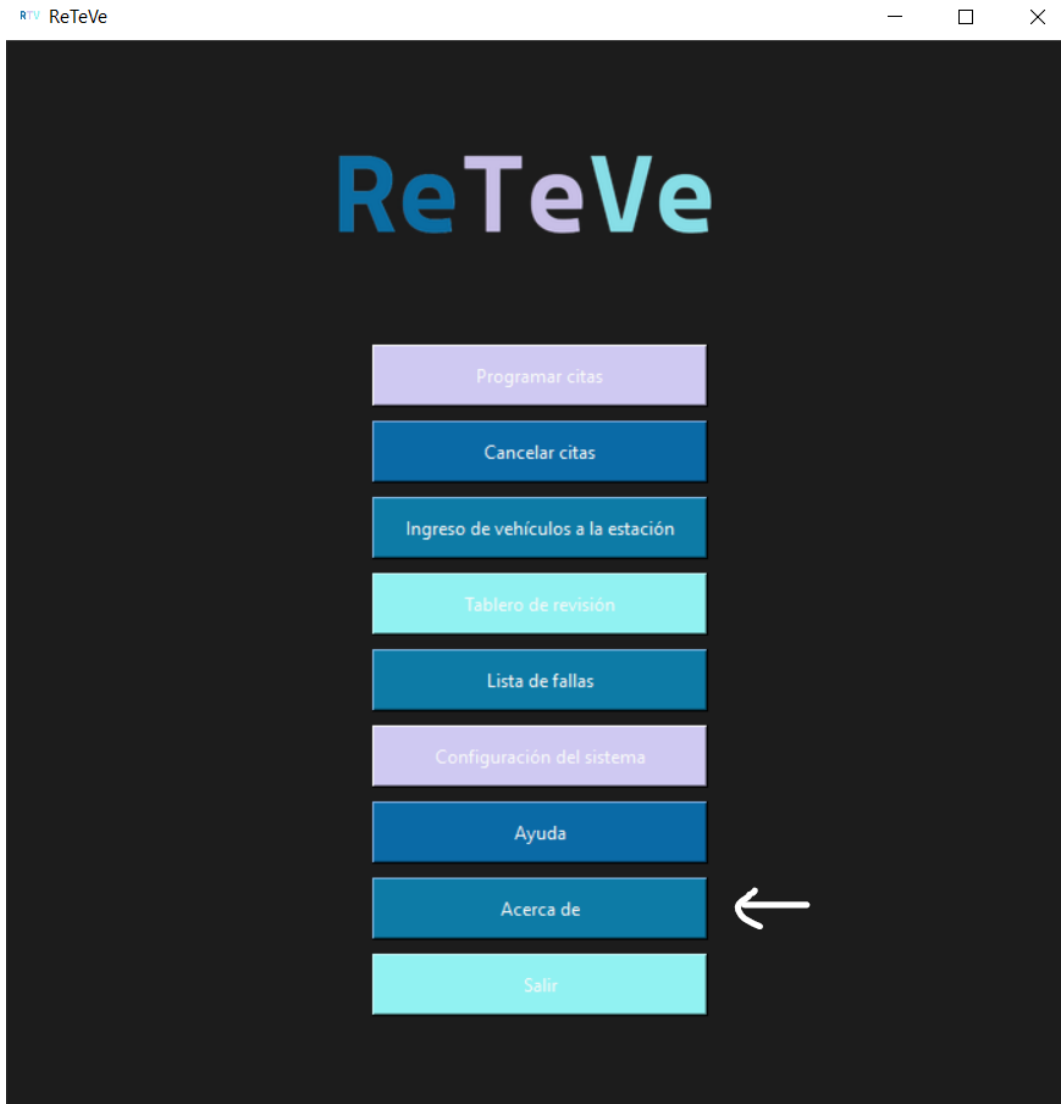 RTV ReTeVe
ReTeVe
Programar citas
Cancelar citas
Ingreso de vehículos a la estación
Tablero de revisión
Lista de fallas
Configuración del sistema
Ayuda
Acerca de
Salir